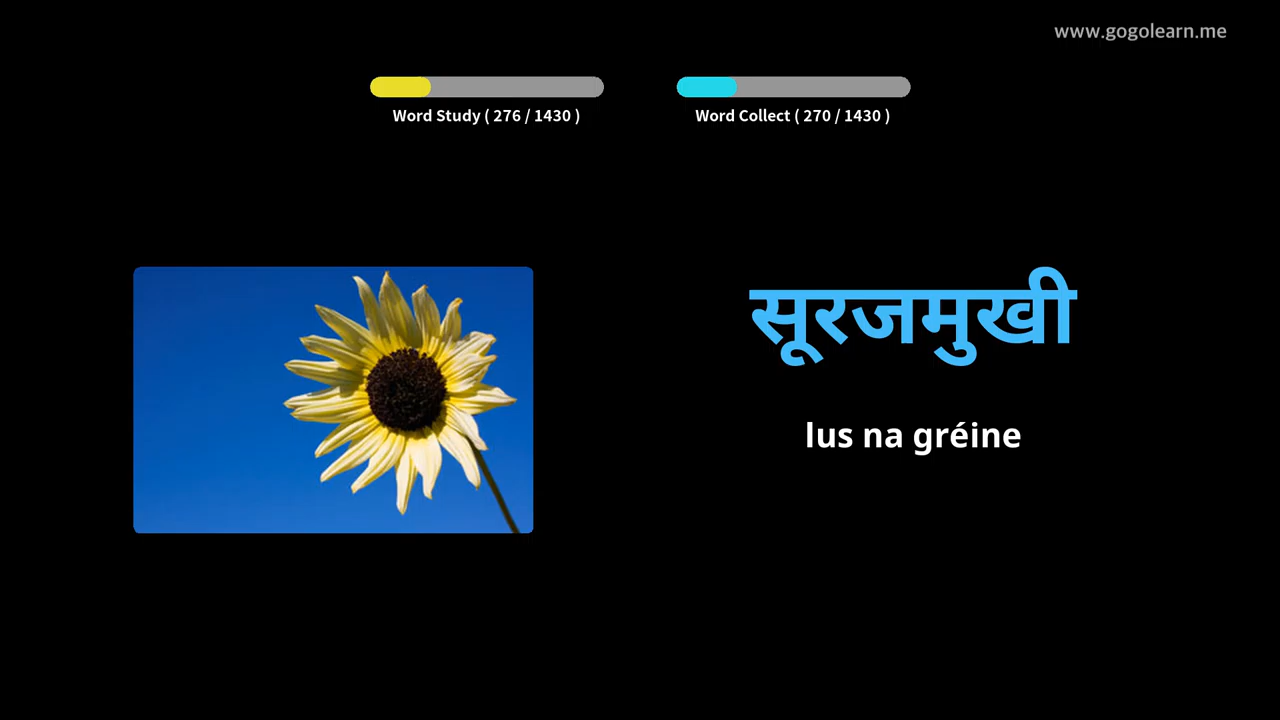 www.gogolearn.me
Word Study ( 276 / 1430 )
Word Collect ( 270 / 1430 )
सूरजमुखी
lus na gréine